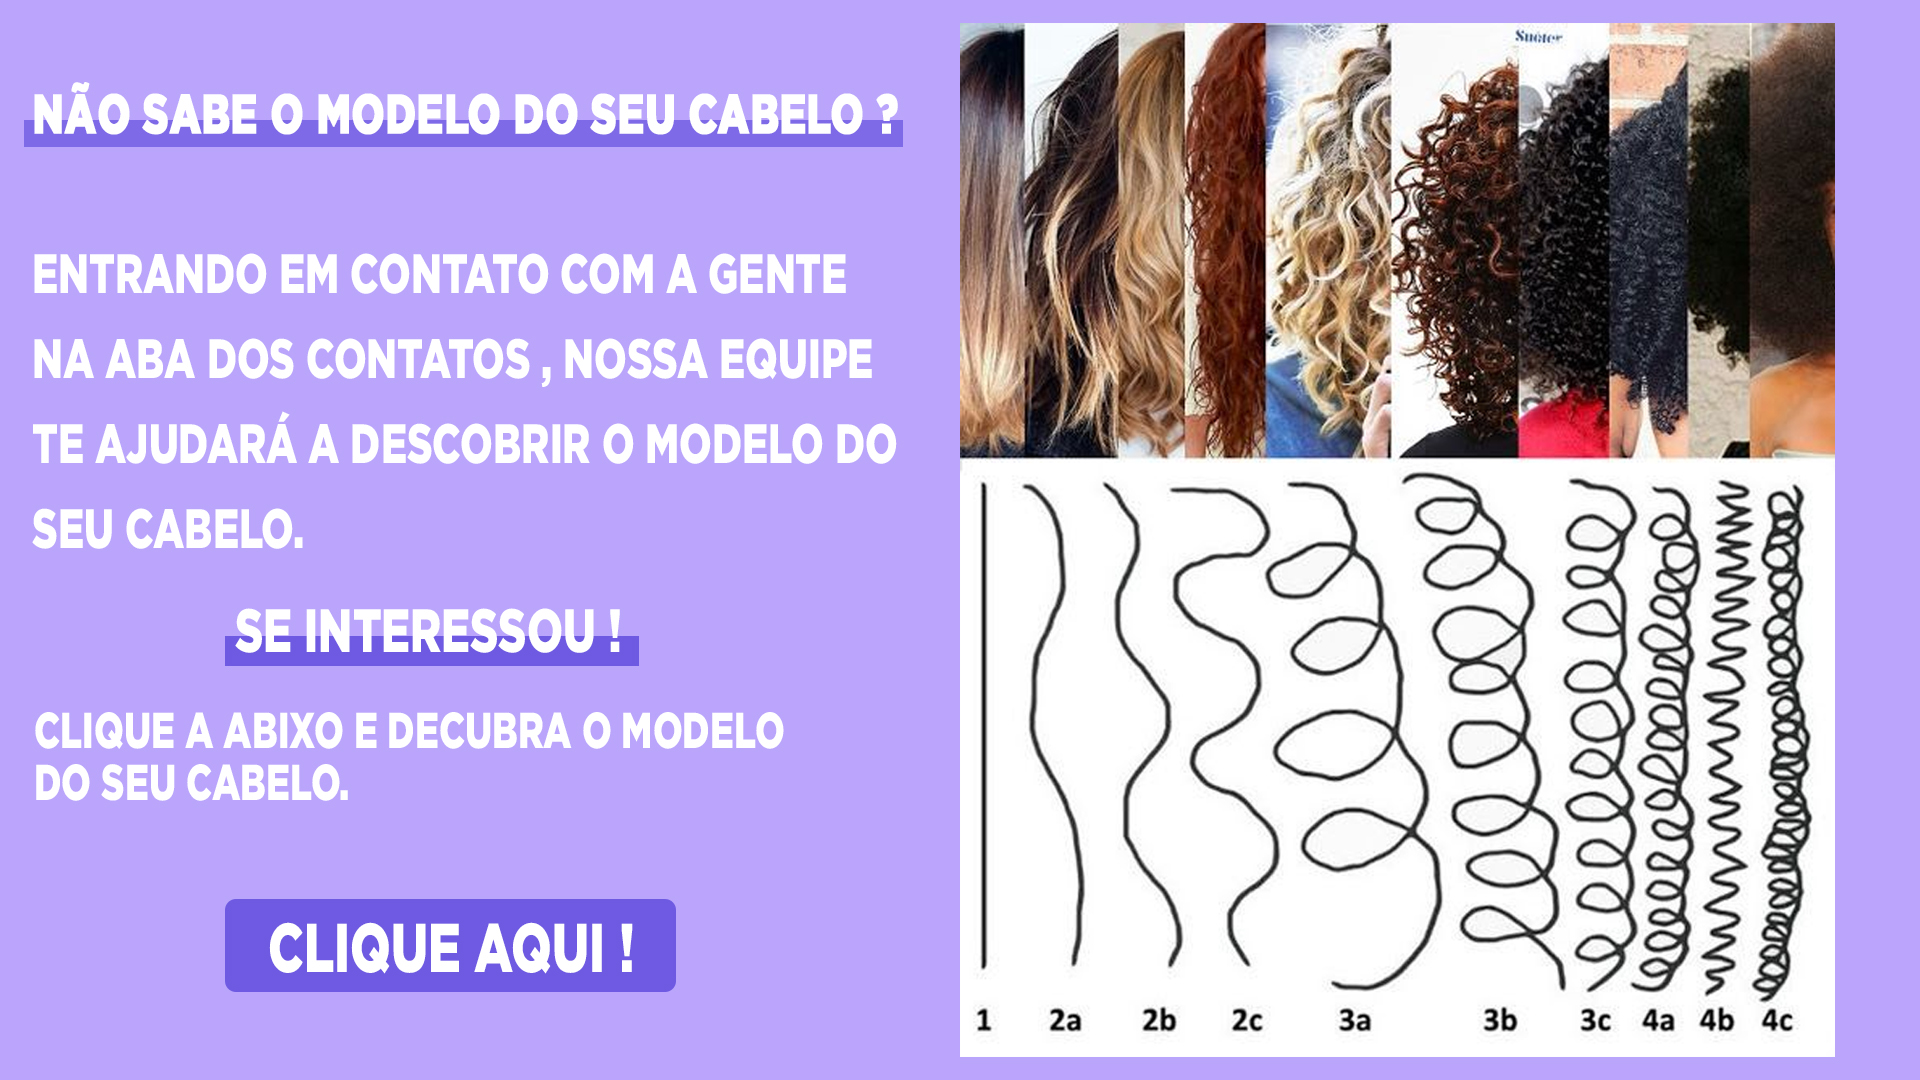 NÃO SABE O MODELO DO SEU CABELO ?
ENTRANDO EM CONTATO COM A GENTE
NA ABA DOS CONTATOS , NOSSA EQUIPE
TE AJUDARÁ A DESCOBRIR O MODELO DO
SEU CABELO.
SE INTERESSOU !
CLIQUE A ABIXO E DECUBRA O MODELO
DO SEU CABELO.
CLIQUE AQUI !
1 2a 2b 2c 3a 3b 3c 4a 4b 4c